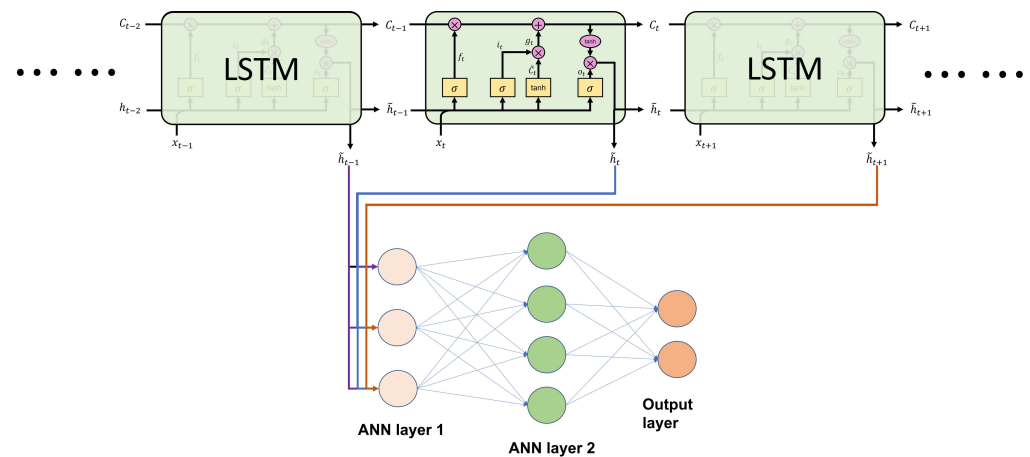 C_{t-2}
C_{t-1}
C_t
C_{t+1}
LSTM
× + tanh
f_t i_t g_t × C̃_t × o_t
σ σ tanh σ
LSTM
h_{t-2}
h̃_{t-1}
h̃_t
h̃_{t+1}
x_{t-1}
x_t
x_{t+1}
h̃_{t-1}
h̃_t
h̃_{t+1}
ANN layer 1
ANN layer 2
Output
layer